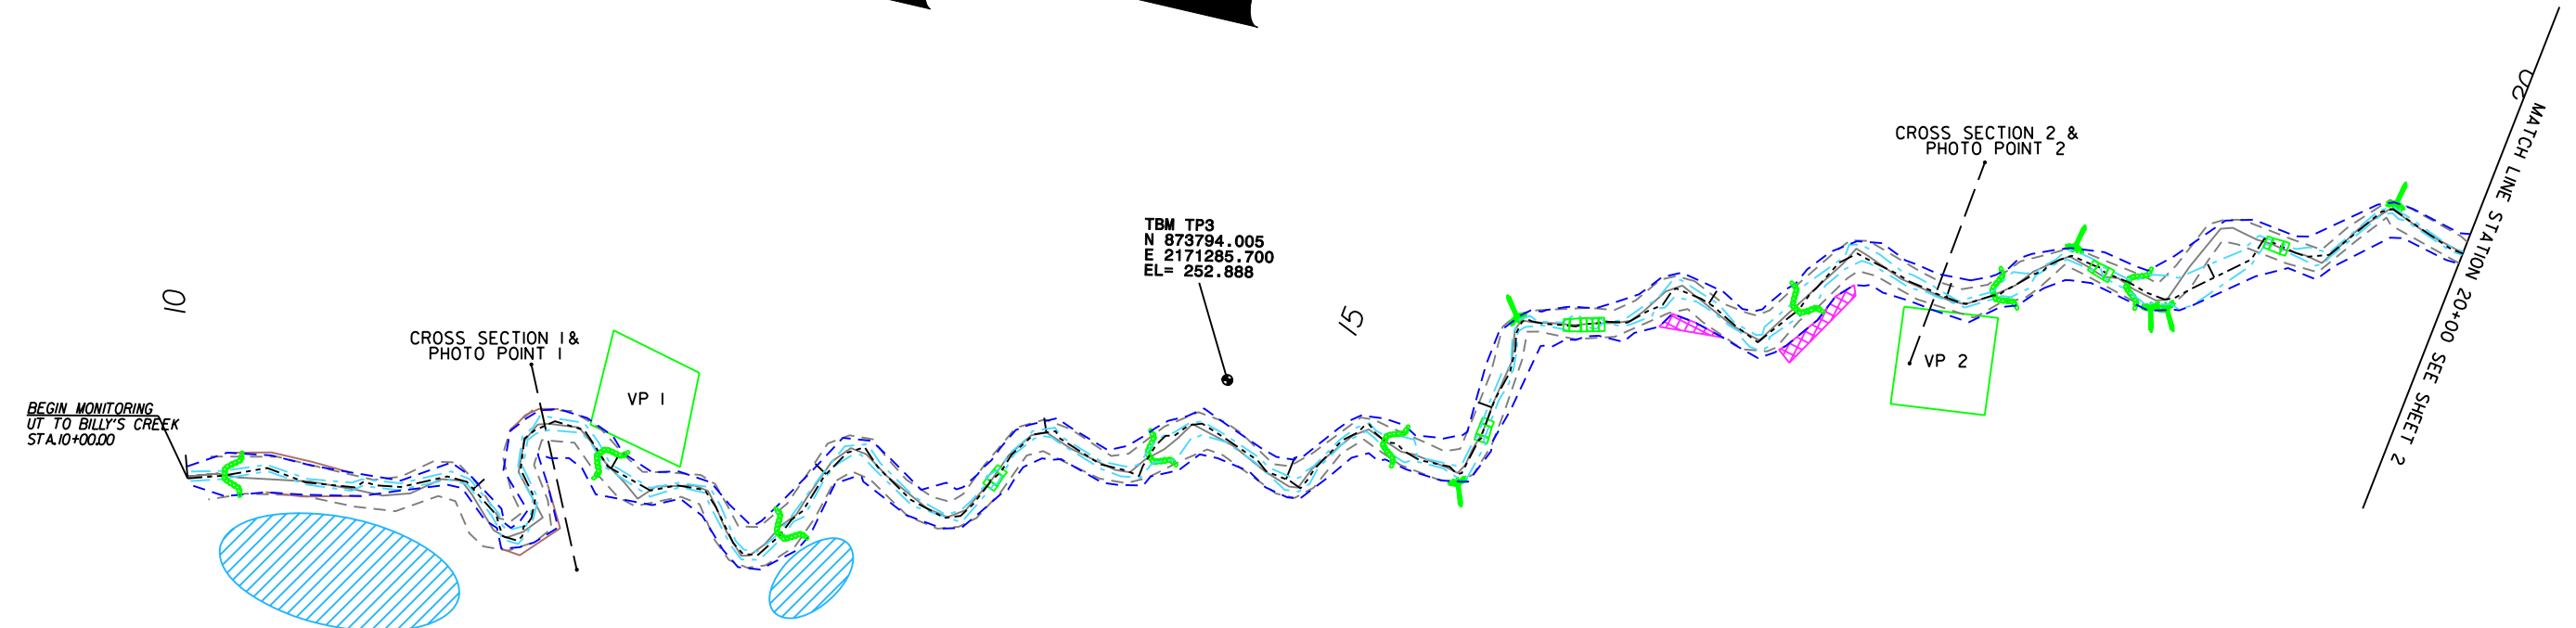 10
BEGIN MONITORING
UT TO BILLY'S CREEK
STA.10+00.00
CROSS SECTION 1&
PHOTO POINT 1
VP 1
TBM TP3
N 873794.005
E 2171285.700
EL= 252.888
15
CROSS SECTION 2 &
PHOTO POINT 2
VP 2
20
MATCH LINE STATION 20+00 SEE SHEET 2